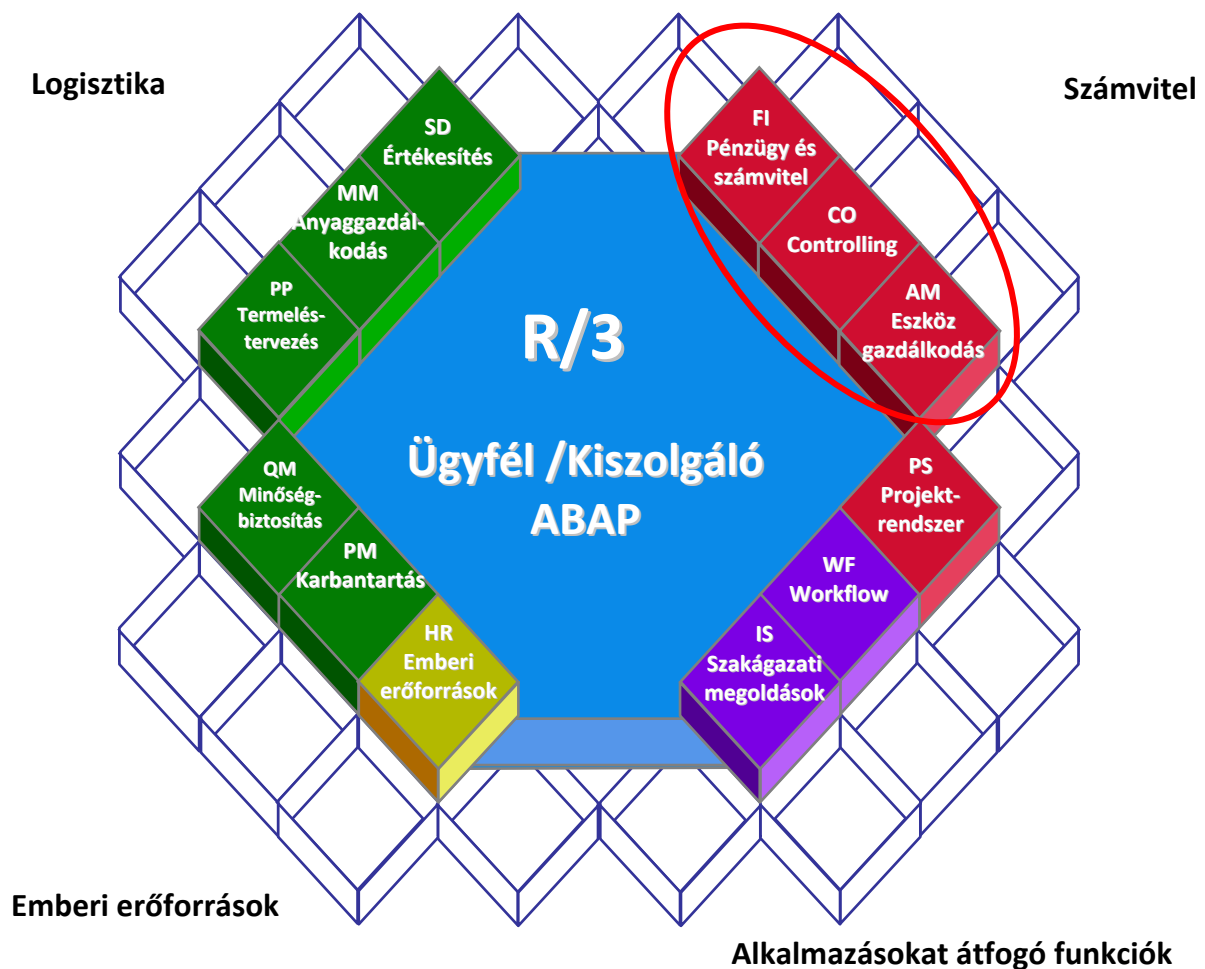 Logisztika
Számvitel
SD
Értékesítés
MM
Anyaggazdál-
kodás
PP
Termelés-
tervezés
FI
Pénzügy és
számvitel
CO
Controlling
AM
Eszköz
gazdálkodás
R/3
Ügyfél /Kiszolgáló
ABAP
QM
Minőség-
biztosítás
PM
Karbantartás
HR
Emberi
erőforrások
PS
Projekt-
rendszer
WF
Workflow
IS
Szakágazati
megoldások
Emberi erőforrások
Alkalmazásokat átfogó funkciók